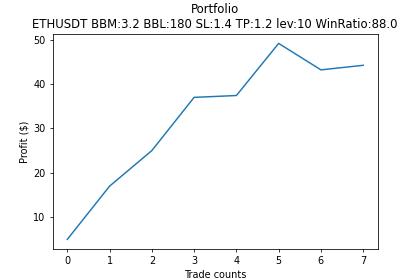 Portfolio
ETHUSDT BBM:3.2 BBL:180 SL:1.4 TP:1.2 lev:10 WinRatio:88.0
50
40
30
20
10
Profit ($)
0 1 2 3 4 5 6 7
Trade counts